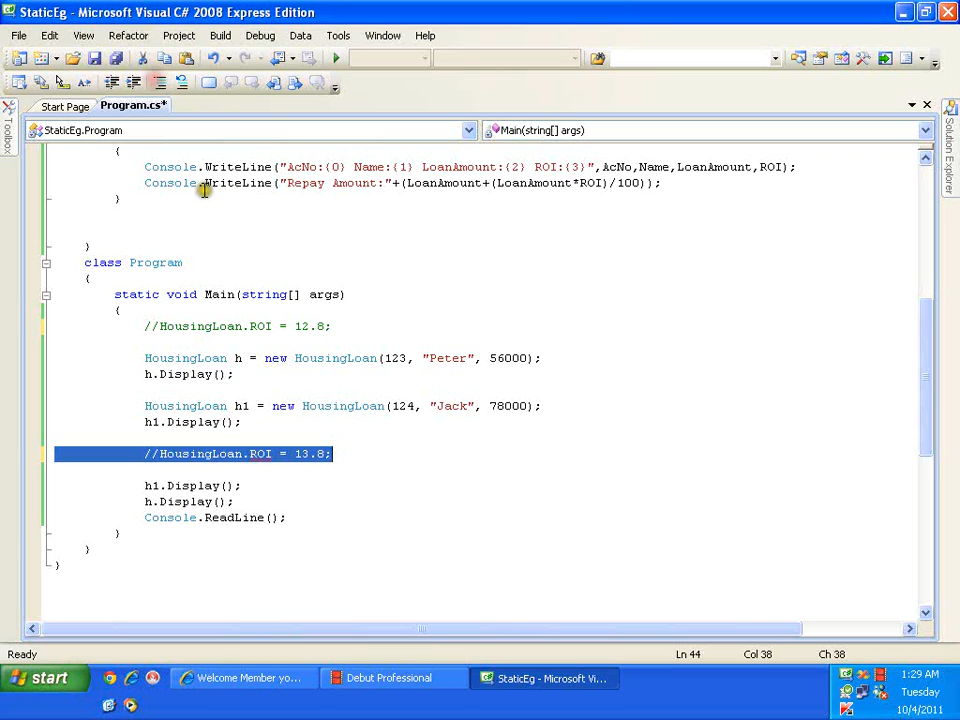 StaticEg - Microsoft Visual C# 2008 Express Edition
File Edit View Refactor Project Build Debug Data Tools Window Help
Start Page Program.cs*
StaticEg.Program Main(string[] args)
Toolbox
Solution Explorer
{
Console.WriteLine("AcNo:{0} Name:{1} LoanAmount:{2} ROI:{3}",AcNo,Name,LoanAmount,ROI);
Console.WriteLine("Repay Amount:"+(LoanAmount+(LoanAmount*ROI)/100));
}
}
class Program
{
static void Main(string[] args)
{
//HousingLoan.ROI = 12.8;
HousingLoan h = new HousingLoan(123, "Peter", 56000);
h.Display();
HousingLoan h1 = new HousingLoan(124, "Jack", 78000);
h1.Display();
//HousingLoan.ROI = 13.8;
h1.Display();
h.Display();
Console.ReadLine();
}
}
}
Ready Ln 44 Col 38 Ch 38
start Welcome Member yo... Debut Professional StaticEg - Microsoft Vi... 1:29 AM
Tuesday
10/4/2011